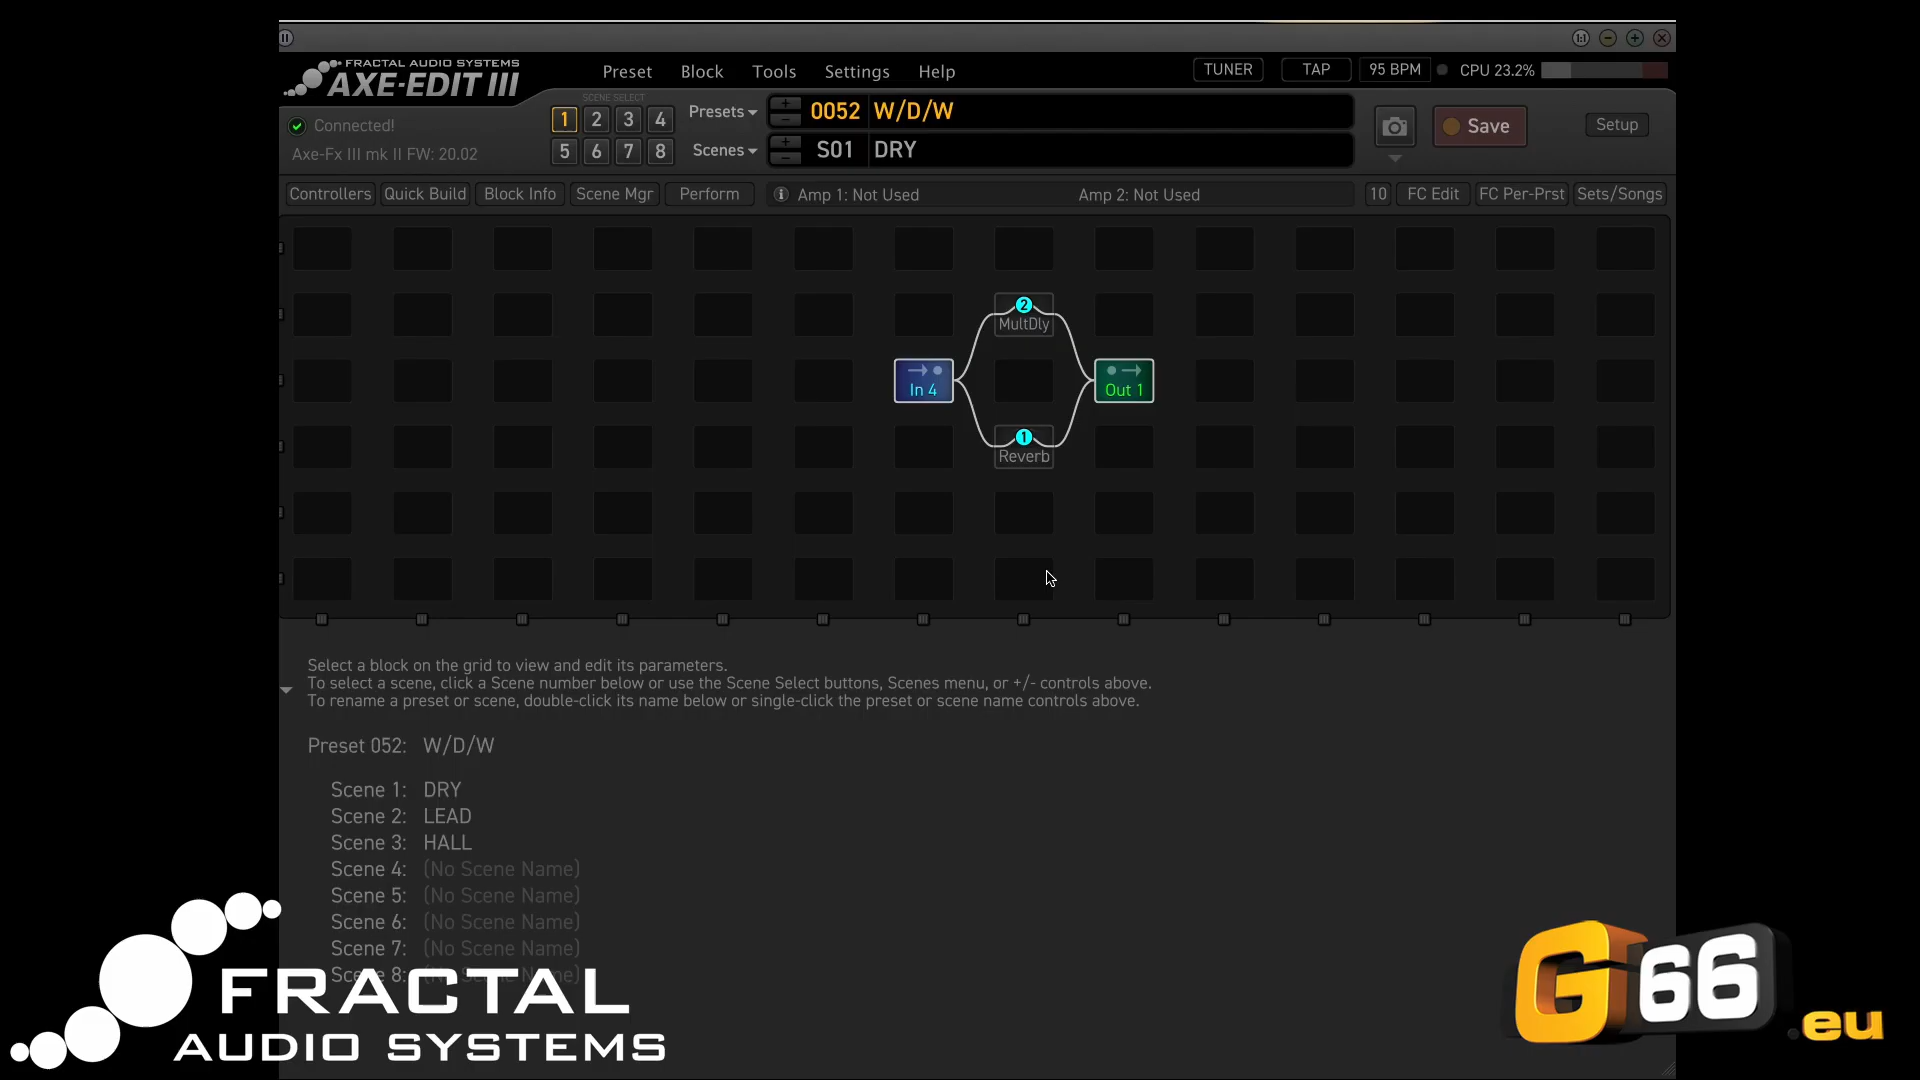 FRACTAL AUDIO SYSTEMS
AXE-EDIT III
Preset Block Tools Settings Help
TUNER TAP 95 BPM CPU 23.2%
SCENE SELECT
Connected!
Axe-Fx III mk II FW: 20.02
1 2 3 4
5 6 7 8
Presets 0052 W/D/W
Scenes S01 DRY
Save
Setup
Controllers Quick Build Block Info Scene Mgr Perform
Amp 1: Not Used Amp 2: Not Used
10 FC Edit FC Per-Prst Sets/Songs
2
MultDly
In 4
Out 1
1
Reverb
Select a block on the grid to view and edit its parameters.
To select a scene, click a Scene number below or use the Scene Select buttons, Scenes menu, or +/- controls above.
To rename a preset or scene, double-click its name below or single-click the preset or scene name controls above.
Preset 052: W/D/W
Scene 1: DRY
Scene 2: LEAD
Scene 3: HALL
Scene 4: (No Scene Name)
Scene 5: (No Scene Name)
Scene 6: (No Scene Name)
Scene 7: (No Scene Name)
Scene 8:
FRACTAL
AUDIO SYSTEMS
G66
.eu